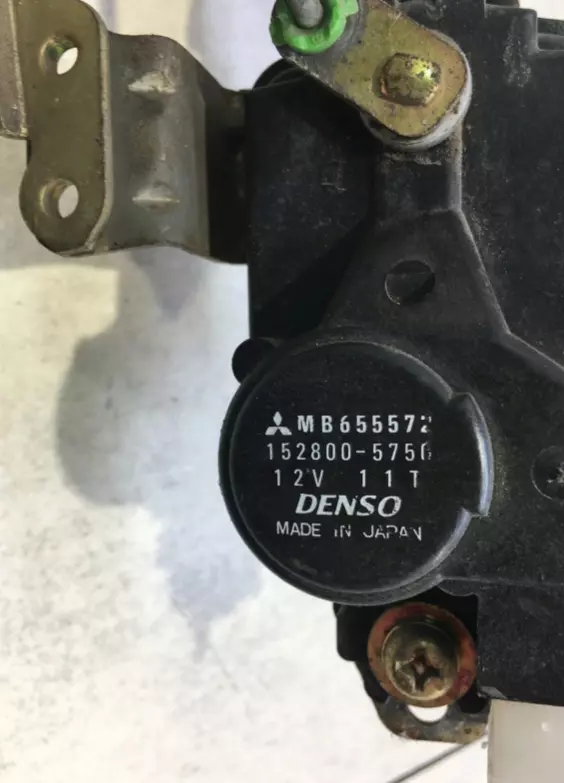 MB655572
152800-5750
12V 11T
DENSO
MADE IN JAPAN